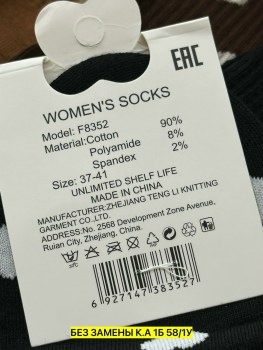 EAC
WOMEN'S SOCKS
Model: F8352
Material:Cotton 90%
Polyamide 8%
Spandex 2%
Size: 37-41
UNLIMITED SHELF LIFE
MADE IN CHINA
MANUFACTURER:ZHEJIANG TENG LI KNITTING
GARMENT CO.,LTD.
ADDRESS:No. 2568 Development Zone Avenue,
Ruian City, Zhejiang, China.
6 927147 383527
БЕЗ ЗАМЕНЫ К.А 1Б 58/1У